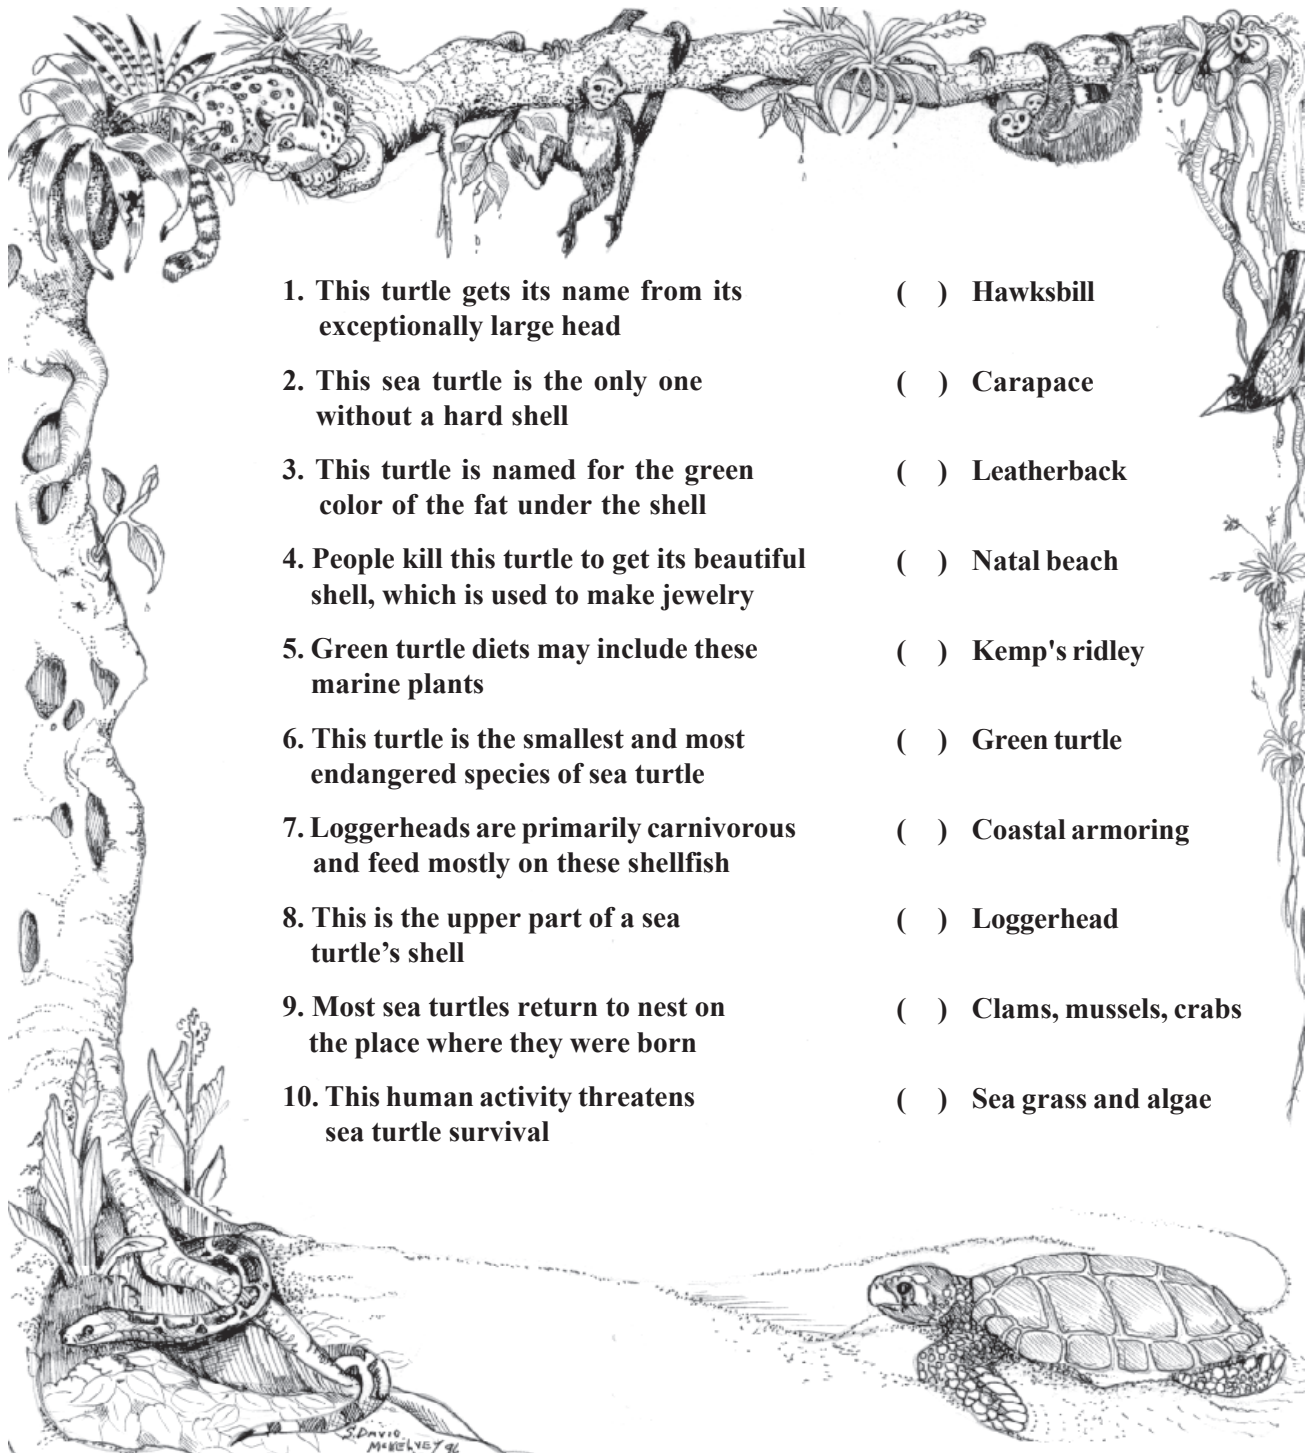 1. This turtle gets its name from its
exceptionally large head
( ) Hawksbill
2. This sea turtle is the only one
without a hard shell
( ) Carapace
3. This turtle is named for the green
color of the fat under the shell
( ) Leatherback
4. People kill this turtle to get its beautiful
shell, which is used to make jewelry
( ) Natal beach
5. Green turtle diets may include these
marine plants
( ) Kemp's ridley
6. This turtle is the smallest and most
endangered species of sea turtle
( ) Green turtle
7. Loggerheads are primarily carnivorous
and feed mostly on these shellfish
( ) Coastal armoring
8. This is the upper part of a sea
turtle’s shell
( ) Loggerhead
9. Most sea turtles return to nest on
the place where they were born
( ) Clams, mussels, crabs
10. This human activity threatens
sea turtle survival
( ) Sea grass and algae
S. DAVID
MCKELVEY 96